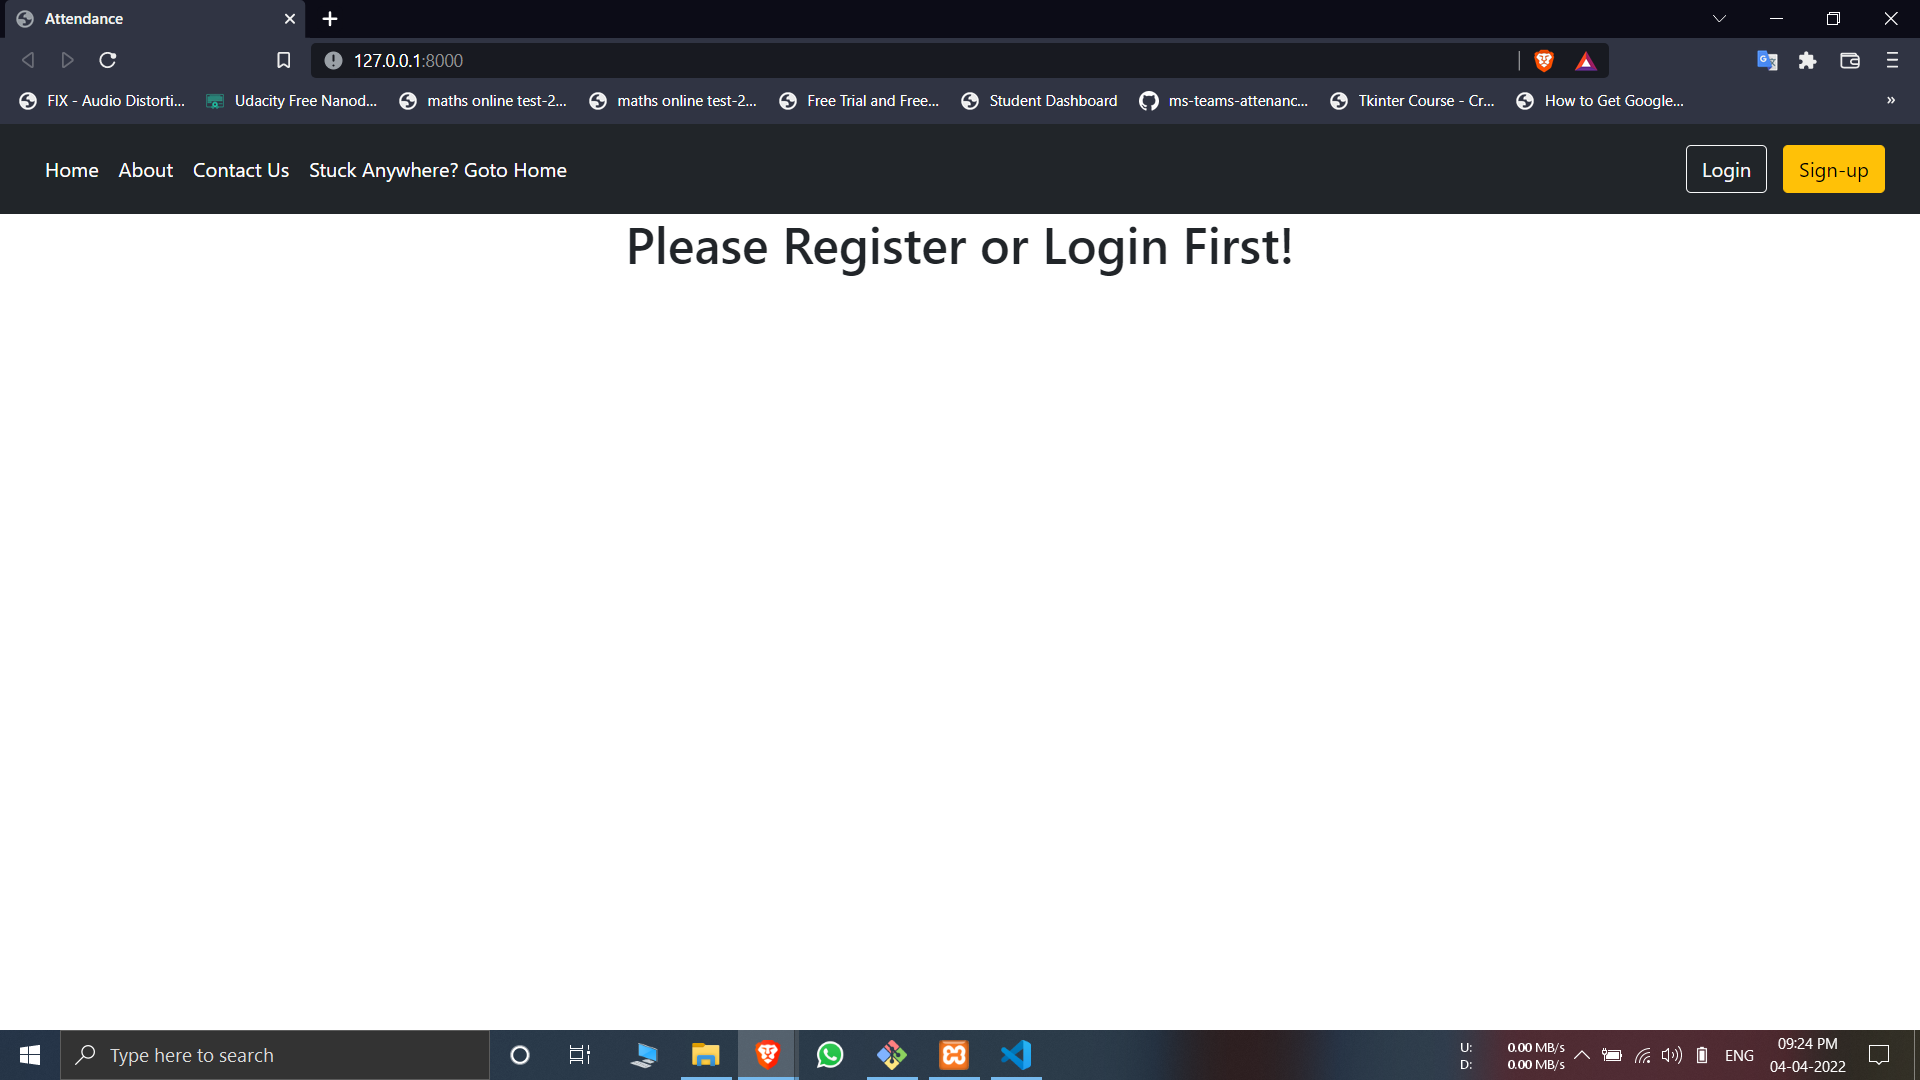 Attendance
127.0.0.1:8000
FIX - Audio Distorti... Udacity Free Nanod... maths online test-2... maths online test-2... Free Trial and Free... Student Dashboard ms-teams-attenanc... Tkinter Course - Cr... How to Get Google... »
Home About Contact Us Stuck Anywhere? Goto Home Login Sign-up
Please Register or Login First!
Type here to search
U: 0.00 MB/s
D: 0.00 MB/s
ENG
09:24 PM
04-04-2022